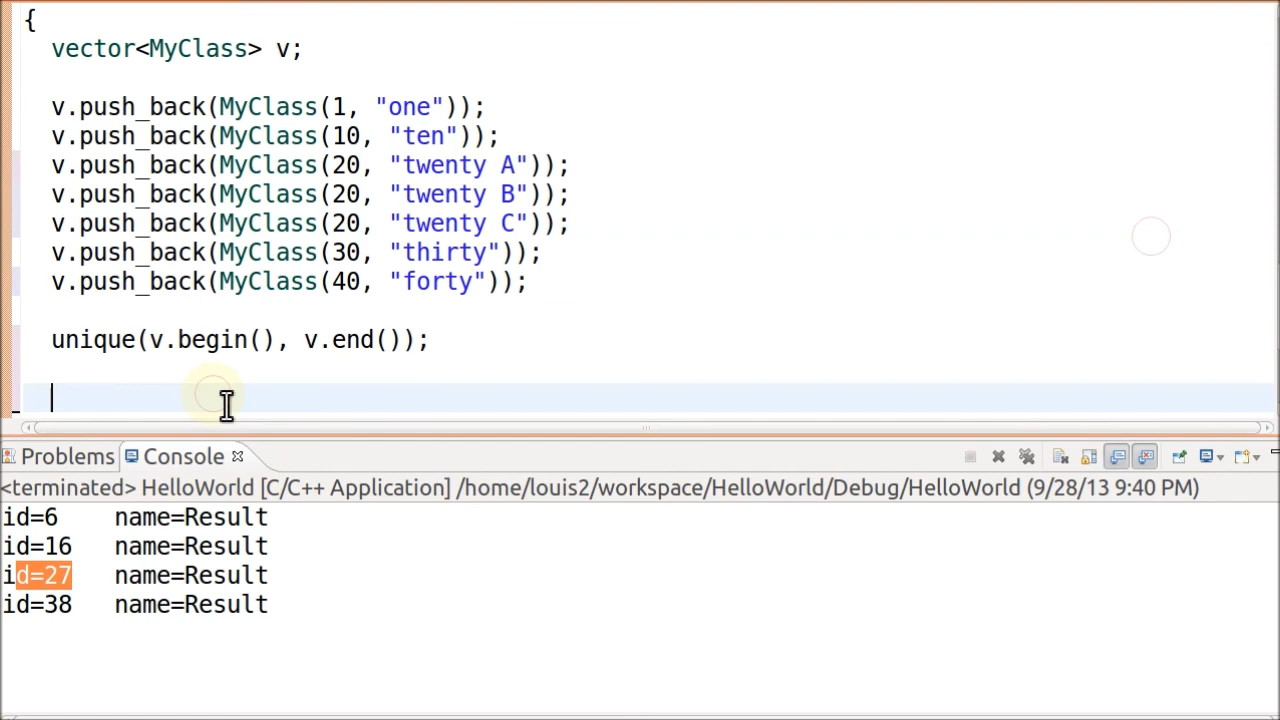 {
vector<MyClass> v;
v.push_back(MyClass(1, "one"));
v.push_back(MyClass(10, "ten"));
v.push_back(MyClass(20, "twenty A"));
v.push_back(MyClass(20, "twenty B"));
v.push_back(MyClass(20, "twenty C"));
v.push_back(MyClass(30, "thirty"));
v.push_back(MyClass(40, "forty"));
unique(v.begin(), v.end());
Problems Console
<terminated> HelloWorld [C/C++ Application] /home/louis2/workspace/HelloWorld/Debug/HelloWorld (9/28/13 9:40 PM)
id=6 name=Result
id=16 name=Result
id=27 name=Result
id=38 name=Result